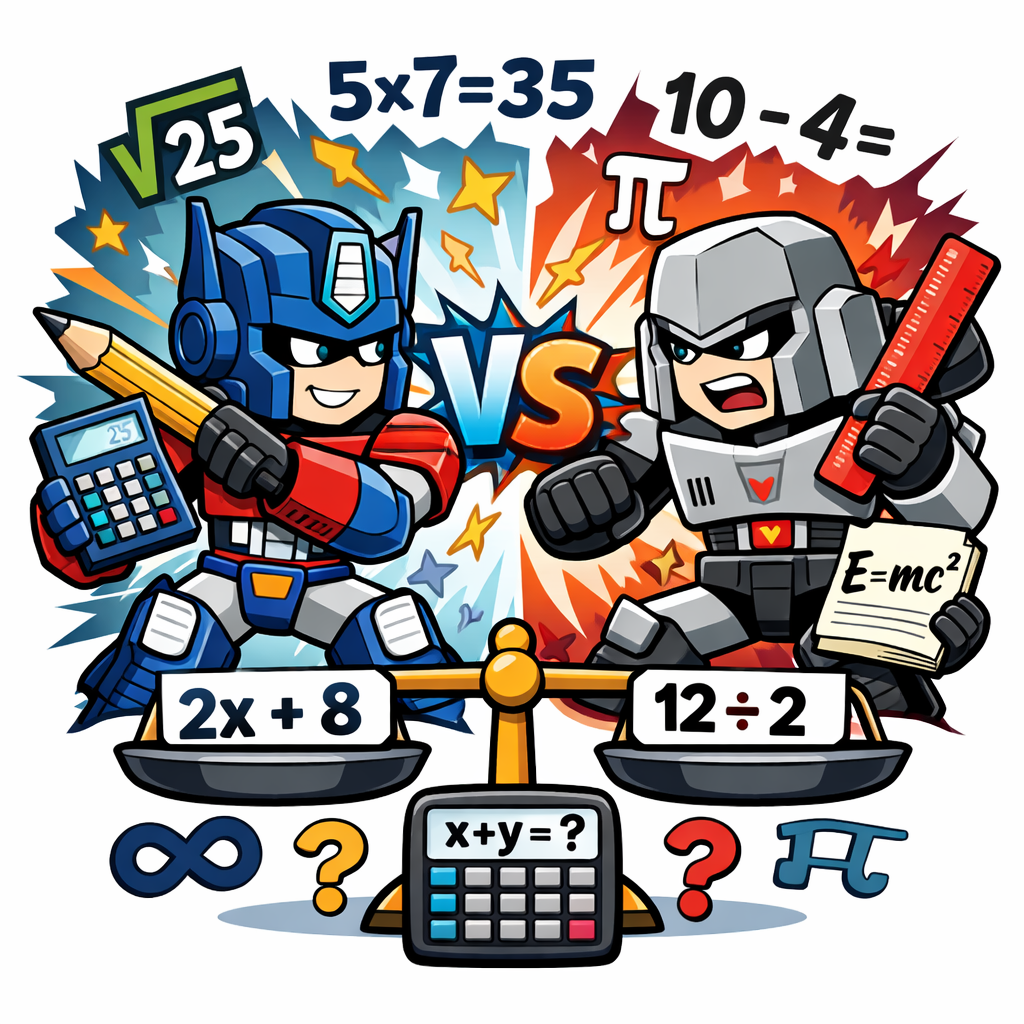 √25
5x7=35
10-4=
π
VS
25
E=mc²
2x + 8
12 ÷ 2
x+y=?
∞ ? ? π